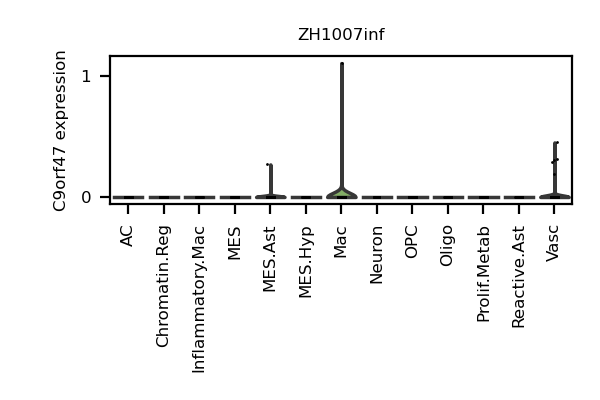 ZH1007inf
C9orf47 expression
1
0
AC
Chromatin.Reg
Inflammatory.Mac
MES
MES.Ast
MES.Hyp
Mac
Neuron
OPC
Oligo
Prolif.Metab
Reactive.Ast
Vasc